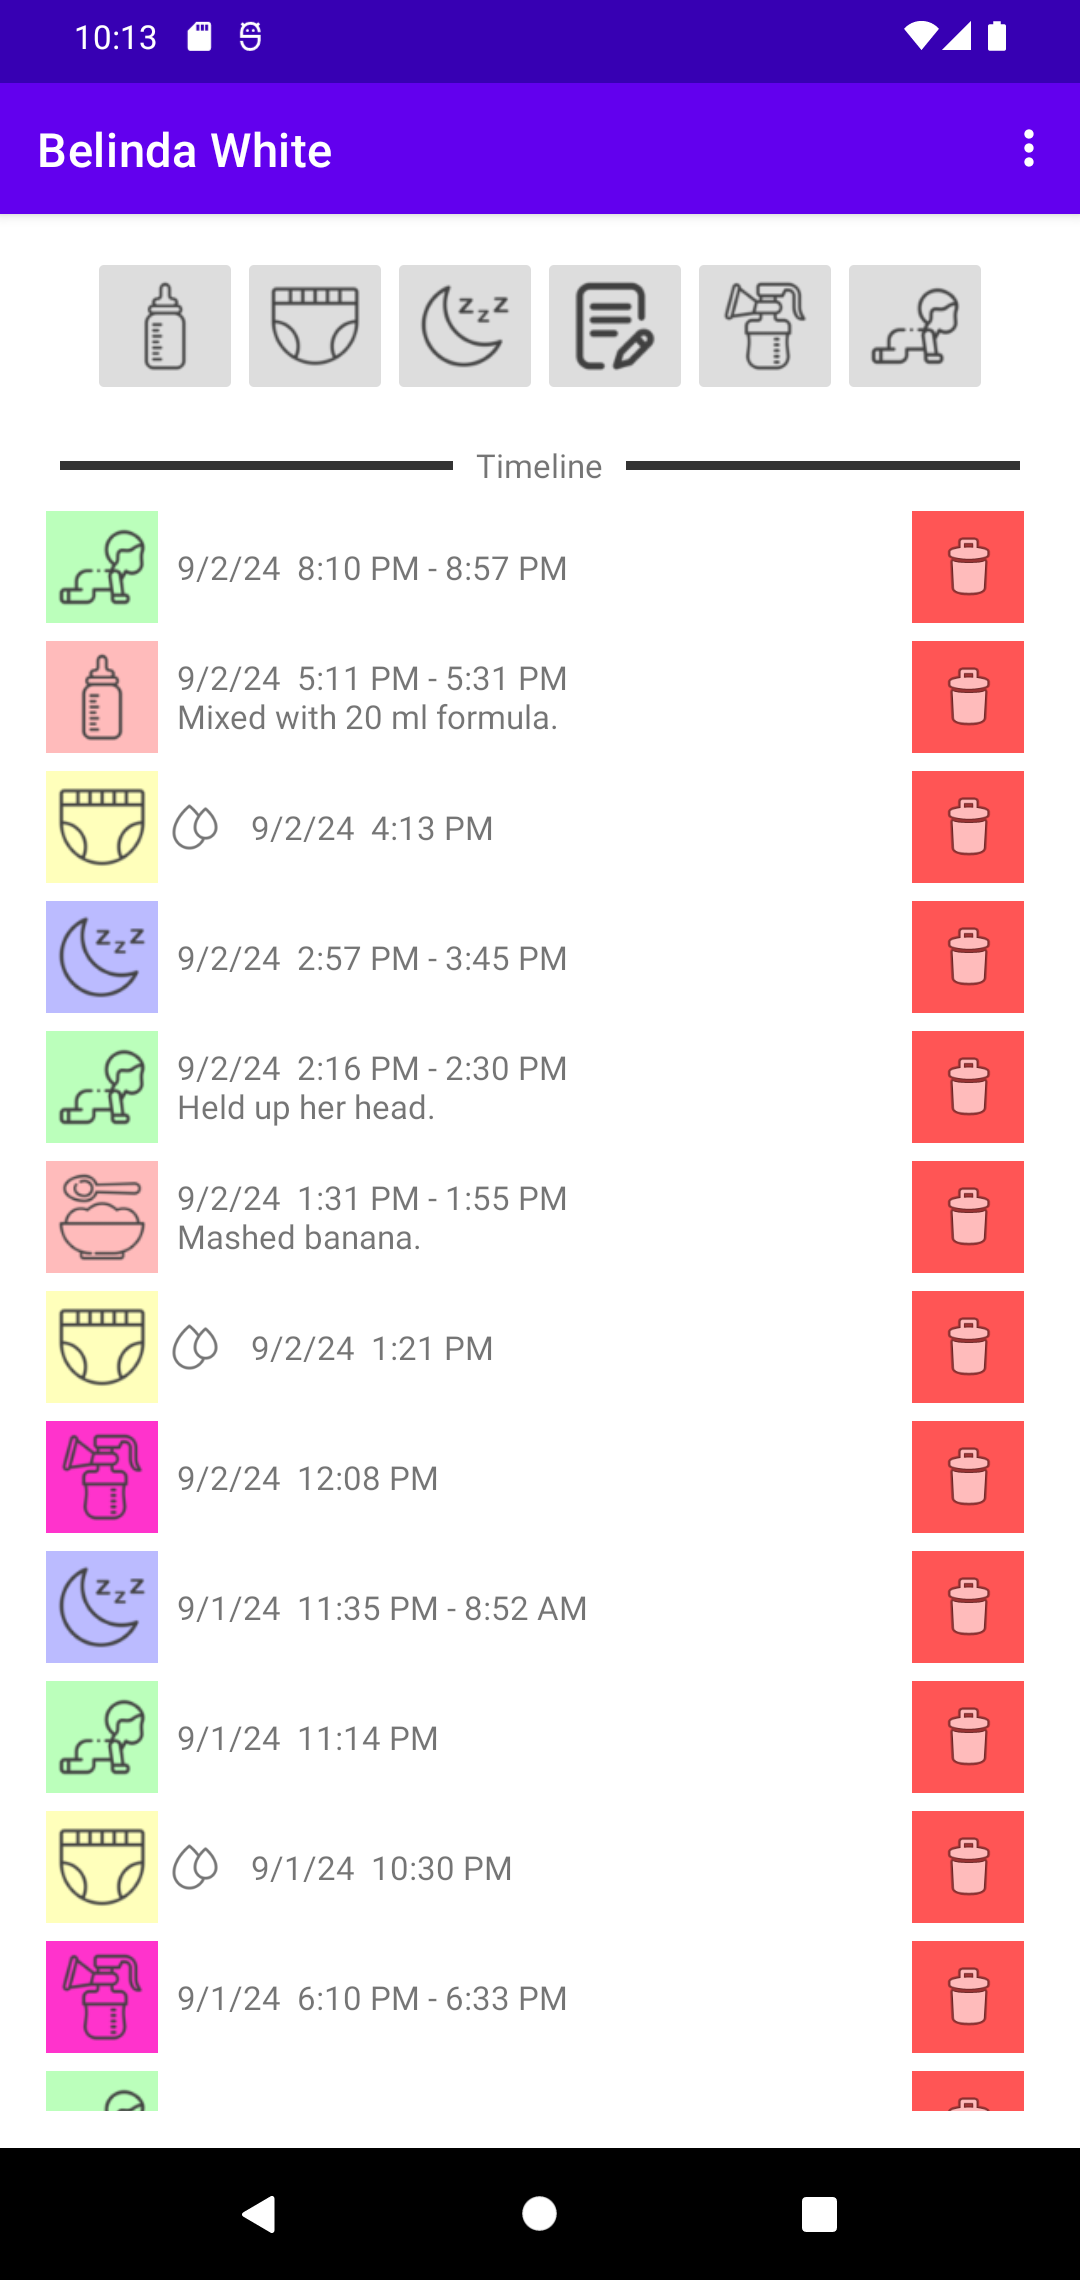 10:13
Belinda White
Timeline
9/2/24 8:10 PM - 8:57 PM
9/2/24 5:11 PM - 5:31 PM
Mixed with 20 ml formula.
9/2/24 4:13 PM
9/2/24 2:57 PM - 3:45 PM
9/2/24 2:16 PM - 2:30 PM
Held up her head.
9/2/24 1:31 PM - 1:55 PM
Mashed banana.
9/2/24 1:21 PM
9/2/24 12:08 PM
9/1/24 11:35 PM - 8:52 AM
9/1/24 11:14 PM
9/1/24 10:30 PM
9/1/24 6:10 PM - 6:33 PM